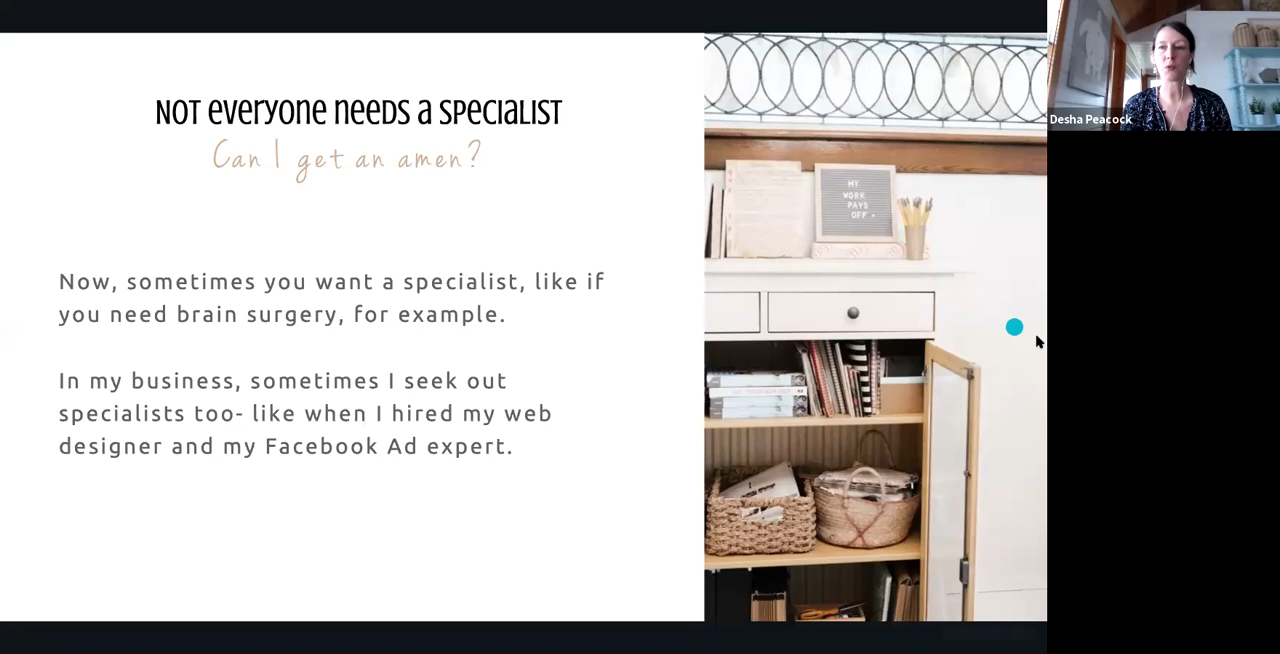 Not everyone needs a specialist
Can I get an amen?
Now, sometimes you want a specialist, like if
you need brain surgery, for example.
In my business, sometimes I seek out
specialists too- like when I hired my web
designer and my Facebook Ad expert.
MY
WORK
PAYS
OFF
Desha Peacock